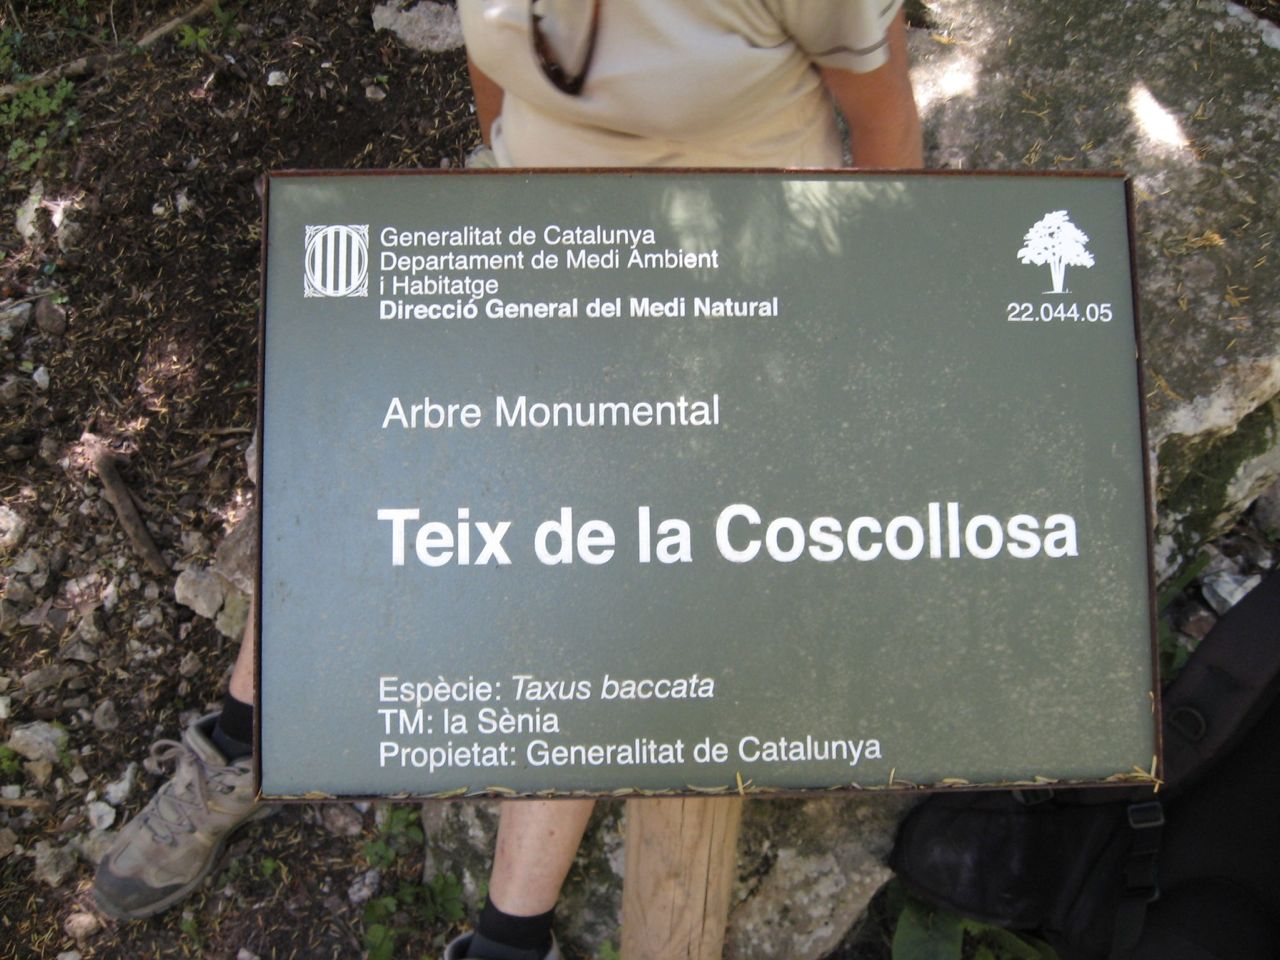 Generalitat de Catalunya
Departament de Medi Ambient
i Habitatge
Direcció General del Medi Natural
22.044.05
Arbre Monumental
Teix de la Coscollosa
Espècie: Taxus baccata
TM: la Sènia
Propietat: Generalitat de Catalunya